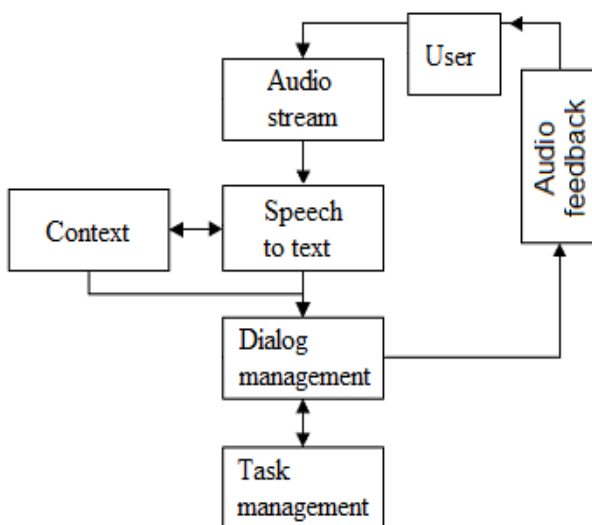 User
Audio
stream
Audio
feedback
Context
Speech
to text
Dialog
management
Task
management